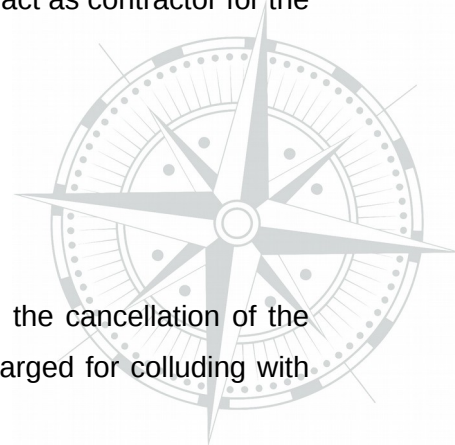 act as contractor for the
the cancellation of the
arged for colluding with